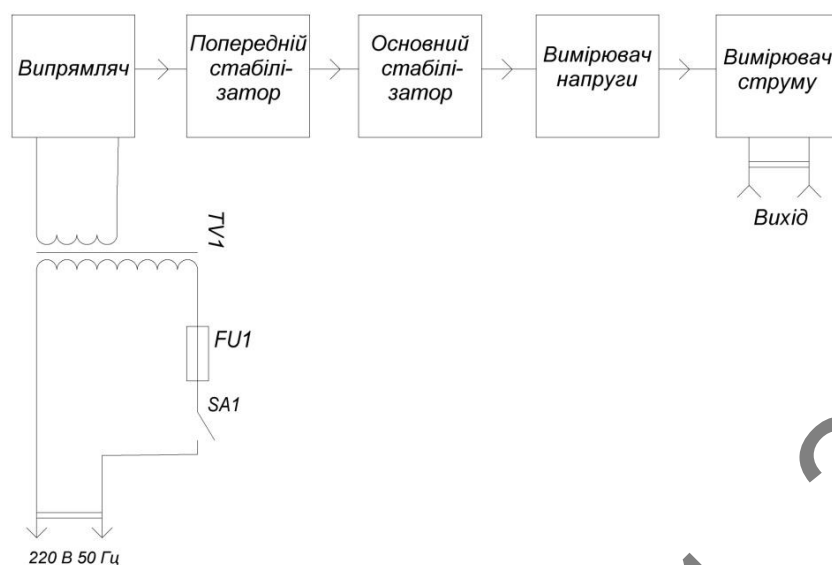 Випрямляч
Попередній
стабілі-
затор
Основний
стабілі-
затор
Вимірювач
напруги
Вимірювач
струму
Вихід
TV1
FU1
SA1
220 В 50 Гц